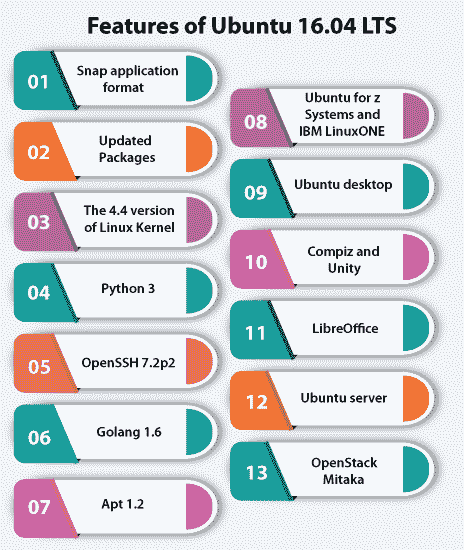 Features of Ubuntu 16.04 LTS
01
Snap application
format
02
Updated
Packages
03
The 4.4 version
of Linux Kernel
04
Python 3
05
OpenSSH 7.2p2
06
Golang 1.6
07
Apt 1.2
08
Ubuntu for z
Systems and
IBM LinuxONE
09
Ubuntu desktop
10
Compiz and
Unity
11
LibreOffice
12
Ubuntu server
13
OpenStack
Mitaka